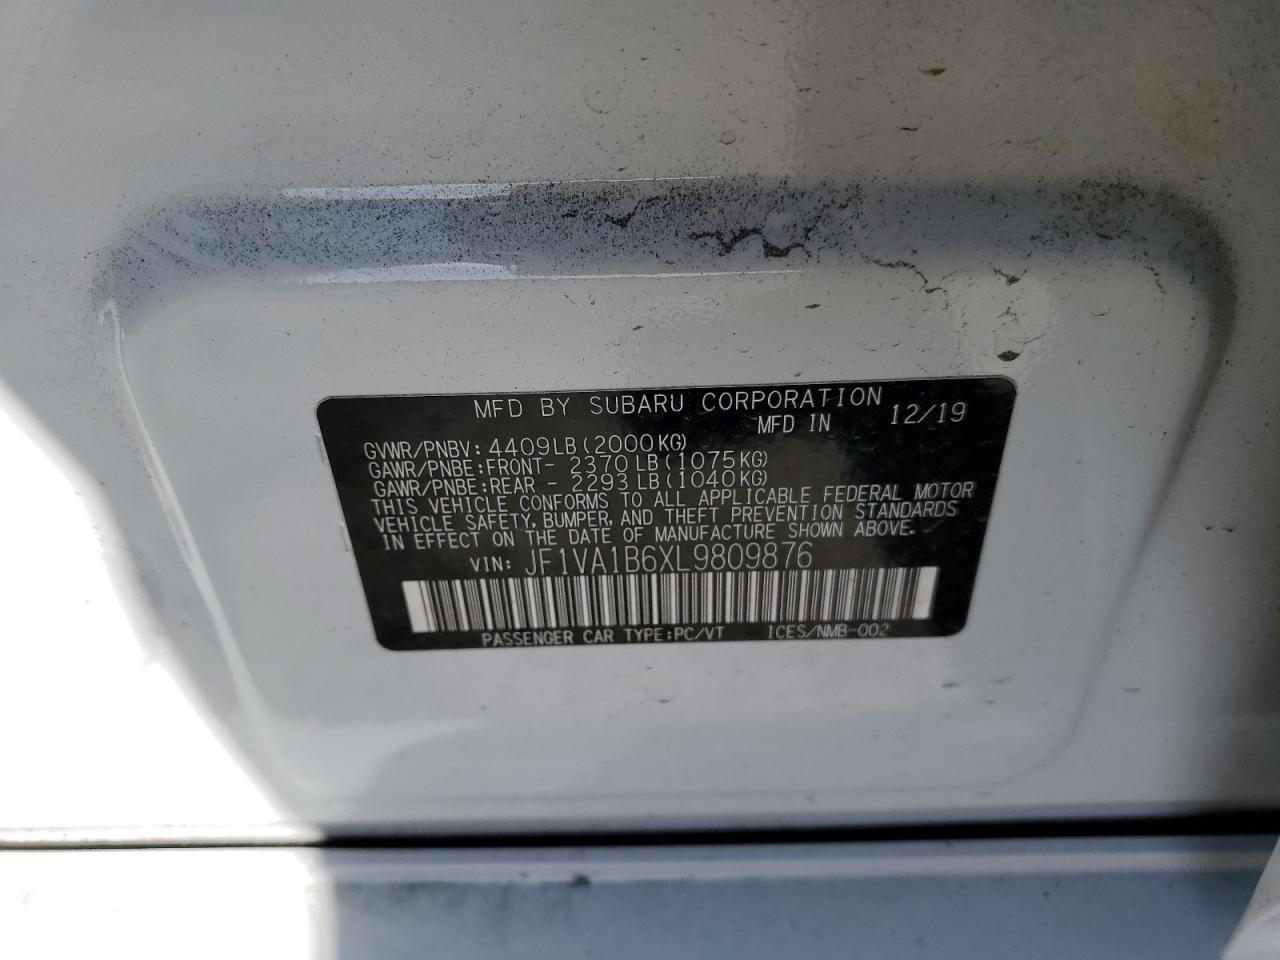 MFD BY SUBARU CORPORATION
MFD IN 12/19
GVWR/PNBV: 4409LB(2000KG)
GAWR/PNBE:FRONT- 2370LB(1075KG)
GAWR/PNBE:REAR - 2293LB(1040KG)
THIS VEHICLE CONFORMS TO ALL APPLICABLE FEDERAL MOTOR
VEHICLE SAFETY, BUMPER, AND THEFT PREVENTION STANDARDS
IN EFFECT ON THE DATE OF MANUFACTURE SHOWN ABOVE.
VIN: JF1VA1B6XL9809876
PASSENGER CAR TYPE:PC/VT ICES/NMB-002